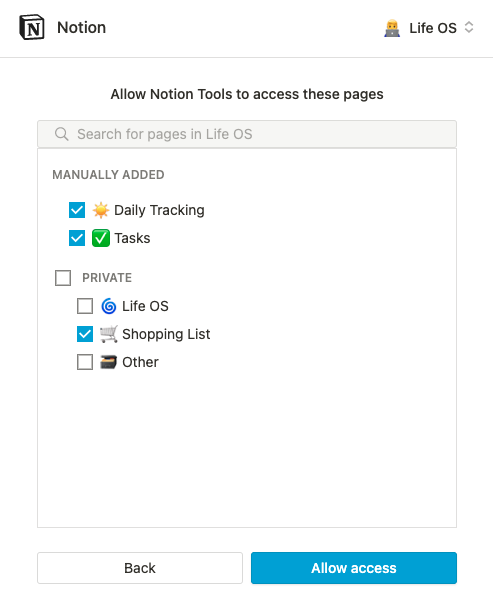 Notion
Life OS
Allow Notion Tools to access these pages
Search for pages in Life OS
MANUALLY ADDED
Daily Tracking
Tasks
PRIVATE
Life OS
Shopping List
Other
Back Allow access